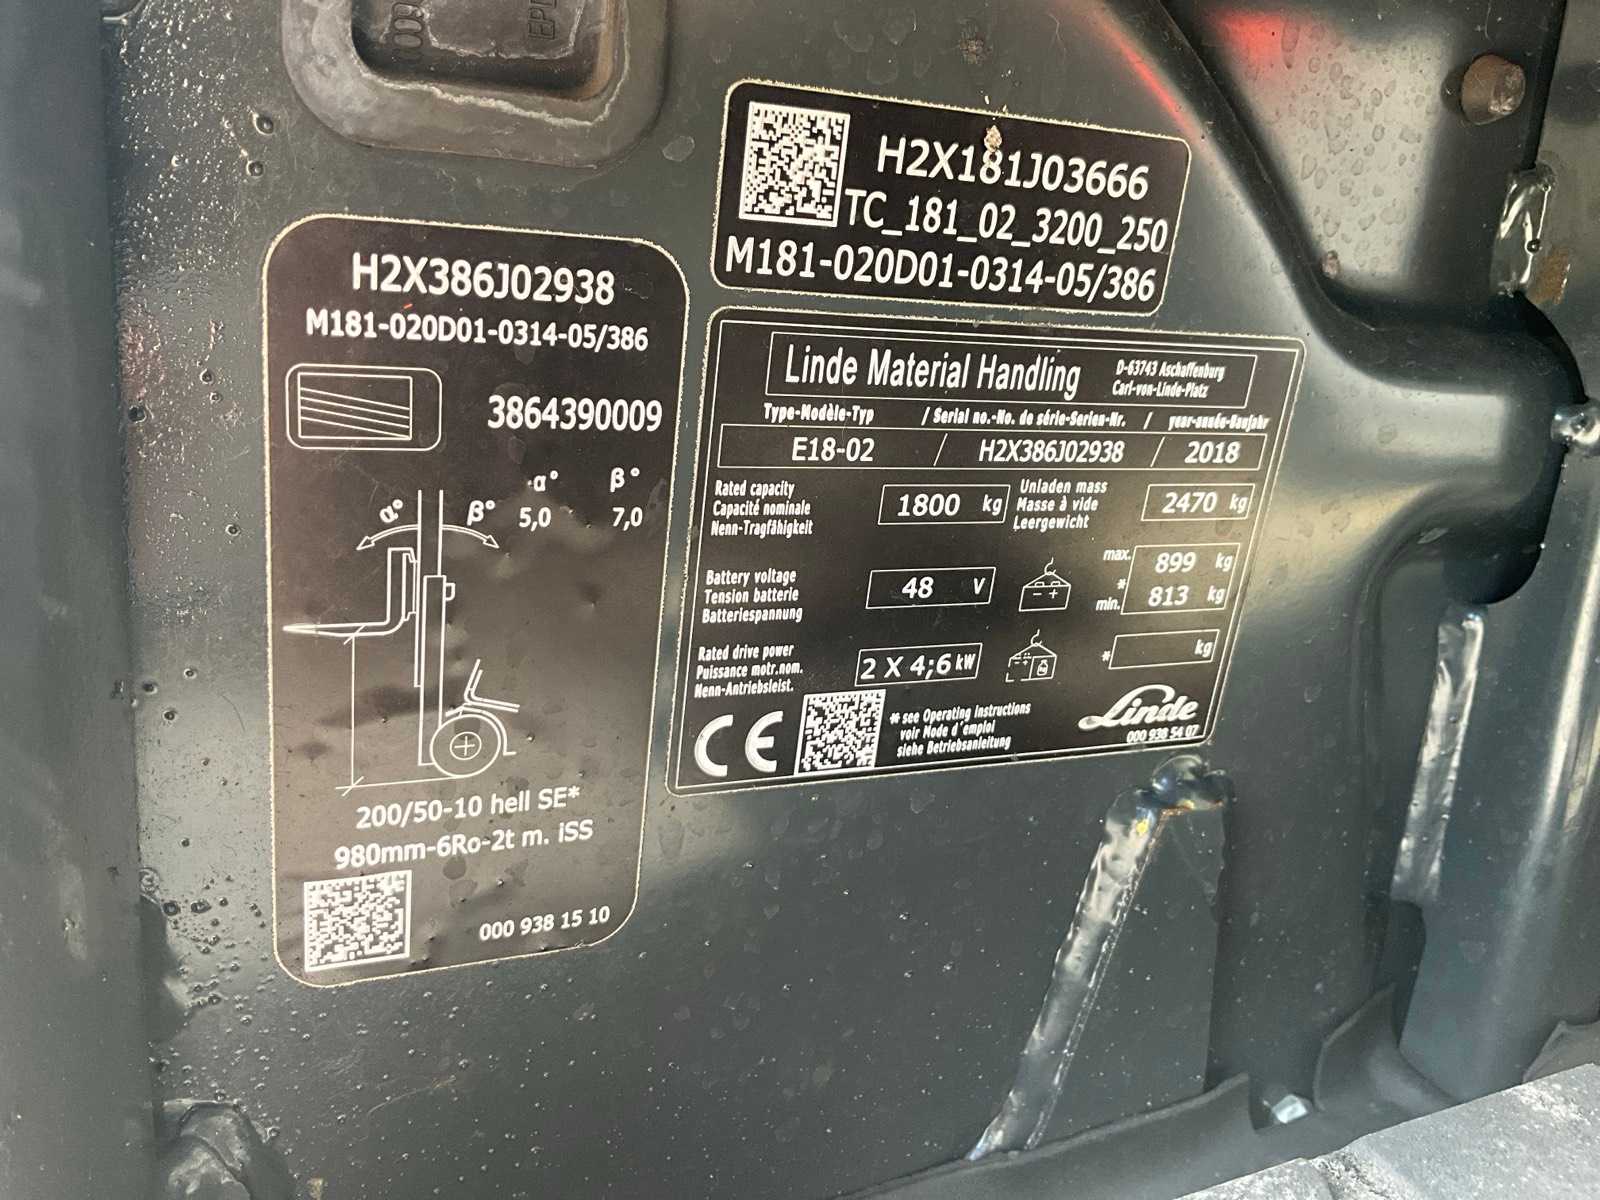 H2X181J03666
TC_181_02_3200_250
M181-020D01-0314-05/386
H2X386J02938
M181-020D01-0314-05/386
3864390009
α° β°
5,0 7,0
α° β°
200/50-10 hell SE*
980mm-6Ro-2t m. iSS
000 938 15 10
Linde Material Handling
D-63743 Aschaffenburg
Carl-von-Linde-Platz
Type-Modèle-Typ / Serial no.-No. de série-Serien-Nr. / year-année-Baujahr
E18-02 / H2X386J02938 / 2018
Rated capacity
Capacité nominale
Nenn-Tragfähigkeit
1800 kg
Unladen mass
Masse à vide
Leergewicht
2470 kg
Battery voltage
Tension batterie
Batteriespannung
48 V
- +
max. 899 kg
*
min. 813 kg
Rated drive power
Puissance motr.nom.
Nenn-Antriebsleist.
2 X 4;6 kW
* kg
CE
* see Operating instructions
voir Mode d'emploi
siehe Betriebsanleitung
Linde
000 938 54 07